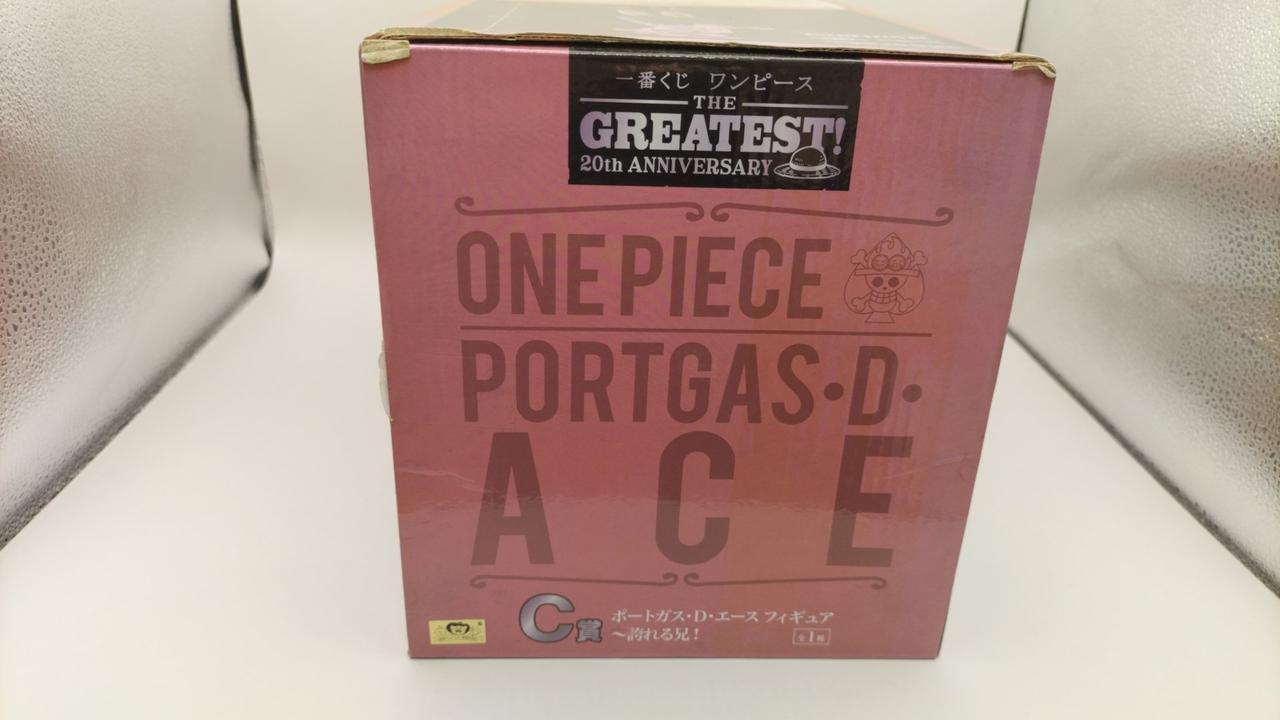 一番くじ ワンピース
THE
GREATEST!
20th ANNIVERSARY
ONE PIECE
PORTGAS・D・
ACE
C賞
ポートガス・D・エース フィギュア
〜誇れる兄！
全1種